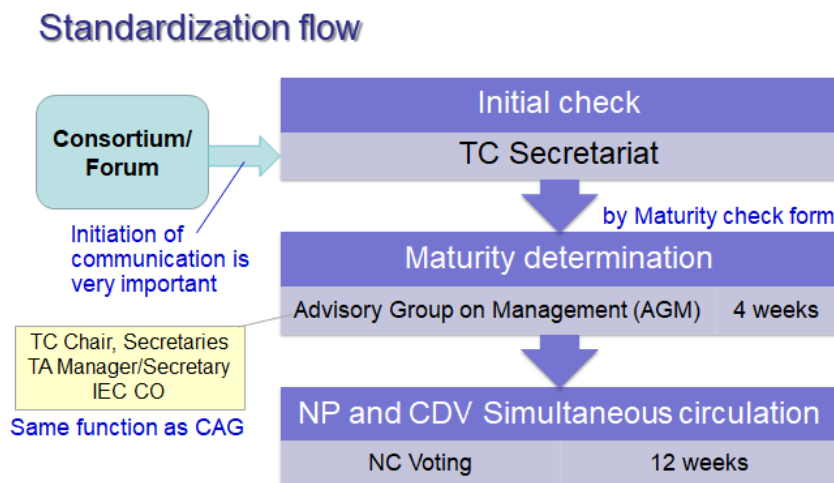 Standardization flow
Consortium/
Forum
Initial check
TC Secretariat
Initiation of
communication is
very important
by Maturity check form
Maturity determination
Advisory Group on Management (AGM) 4 weeks
TC Chair, Secretaries
TA Manager/Secretary
IEC CO
Same function as CAG
NP and CDV Simultaneous circulation
NC Voting 12 weeks